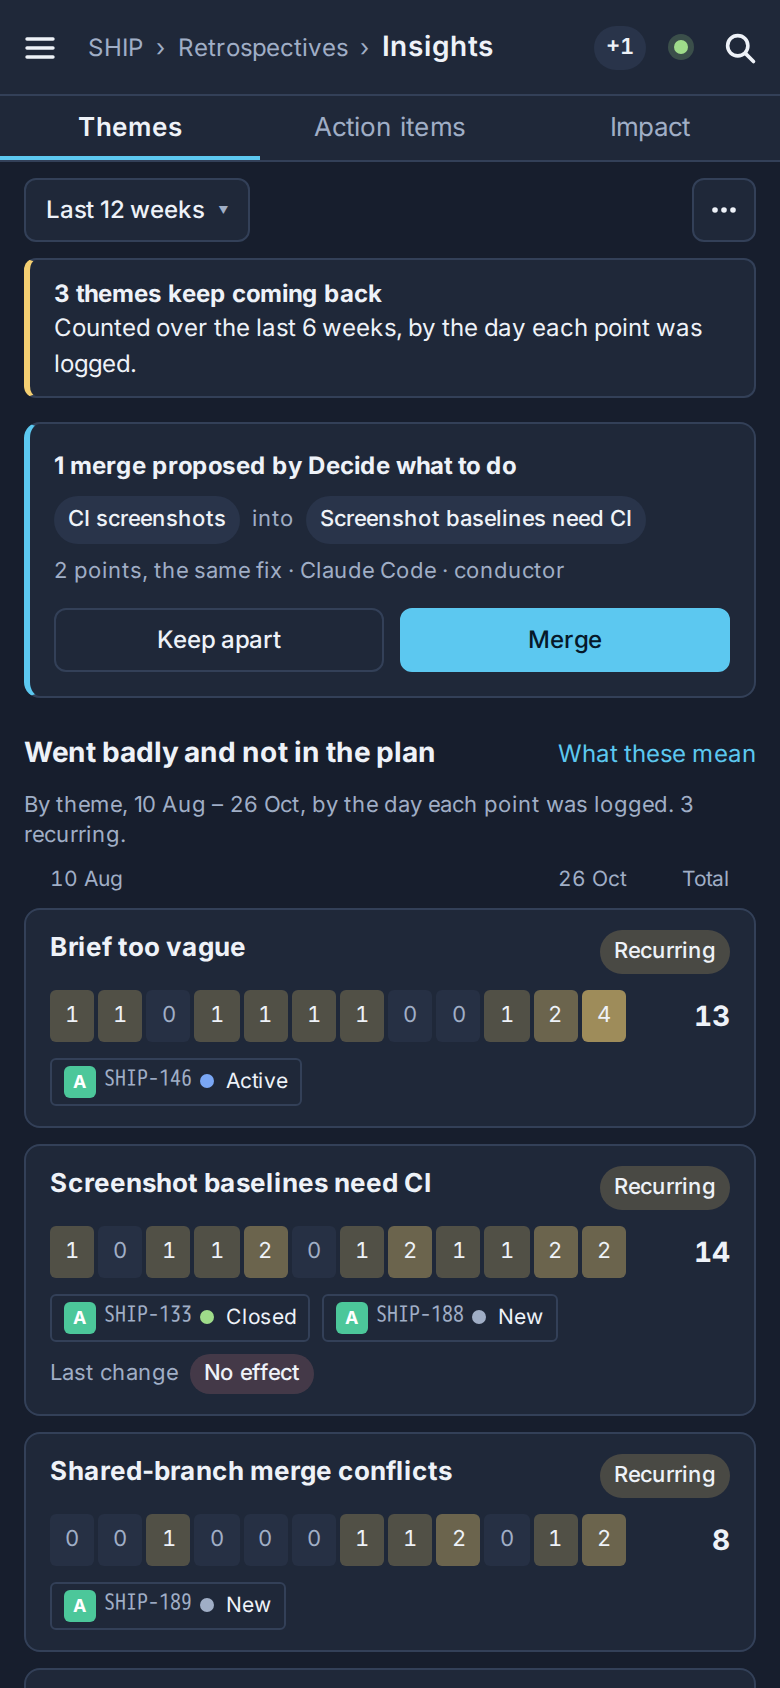 SHIP › Retrospectives › Insights +1
Themes Action items Impact
Last 12 weeks
3 themes keep coming back
Counted over the last 6 weeks, by the day each point was
logged.
1 merge proposed by Decide what to do
CI screenshots into Screenshot baselines need CI
2 points, the same fix · Claude Code · conductor
Keep apart Merge
Went badly and not in the plan What these mean
By theme, 10 Aug – 26 Oct, by the day each point was logged. 3
recurring.
10 Aug 26 Oct Total
Brief too vague Recurring
1 1 0 1 1 1 1 0 0 1 2 4 13
A SHIP-146 Active
Screenshot baselines need CI Recurring
1 0 1 1 2 0 1 2 1 1 2 2 14
A SHIP-133 Closed A SHIP-188 New
Last change No effect
Shared-branch merge conflicts Recurring
0 0 1 0 0 0 1 1 2 0 1 2 8
A SHIP-189 New